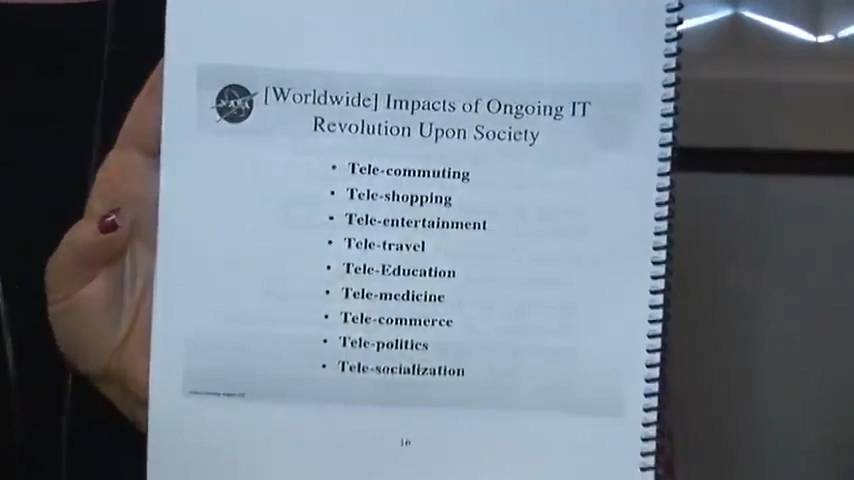 NASA
[Worldwide] Impacts of Ongoing IT
Revolution Upon Society
• Tele-commuting
• Tele-shopping
• Tele-entertainment
• Tele-travel
• Tele-Education
• Tele-medicine
• Tele-commerce
• Tele-politics
• Tele-socialization